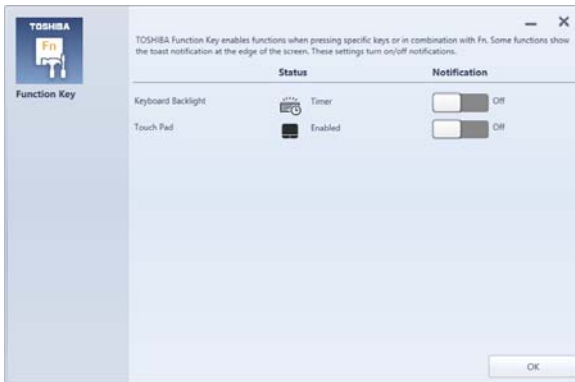 TOSHIBA
Fn
Function Key
TOSHIBA Function Key enables functions when pressing specific keys or in combination with Fn. Some functions show
the toast notification at the edge of the screen. These settings turn on/off notifications.
Status Notification
Keyboard Backlight Timer Off
Touch Pad Enabled Off
OK